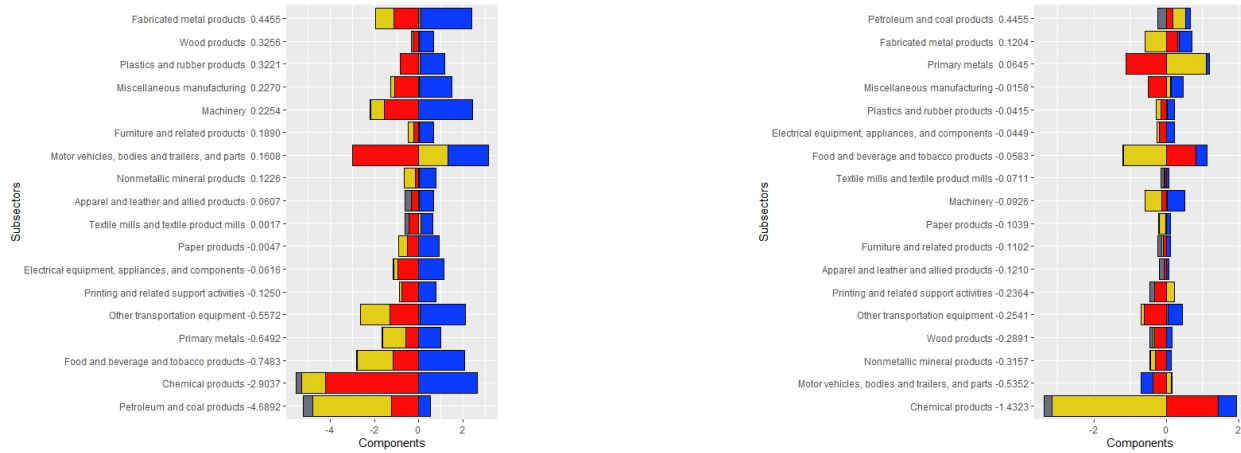 Subsectors
Fabricated metal products 0.4455
Wood products 0.3256
Plastics and rubber products 0.3221
Miscellaneous manufacturing 0.2270
Machinery 0.2254
Furniture and related products 0.1890
Motor vehicles, bodies and trailers, and parts 0.1608
Nonmetallic mineral products 0.1226
Apparel and leather and allied products 0.0607
Textile mills and textile product mills 0.0017
Paper products -0.0047
Electrical equipment, appliances, and components -0.0616
Printing and related support activities -0.1250
Other transportation equipment -0.5572
Primary metals -0.6492
Food and beverage and tobacco products -0.7483
Chemical products -2.9037
Petroleum and coal products -4.6892
-4 -2 0 2
Components
Subsectors
Petroleum and coal products 0.4455
Fabricated metal products 0.1204
Primary metals 0.0645
Miscellaneous manufacturing -0.0158
Plastics and rubber products -0.0415
Electrical equipment, appliances, and components -0.0449
Food and beverage and tobacco products -0.0583
Textile mills and textile product mills -0.0711
Machinery -0.0926
Paper products -0.1039
Furniture and related products -0.1102
Apparel and leather and allied products -0.1210
Printing and related support activities -0.2364
Other transportation equipment -0.2541
Wood products -0.2891
Nonmetallic mineral products -0.3157
Motor vehicles, bodies and trailers, and parts -0.5352
Chemical products -1.4323
-2 0 2
Components